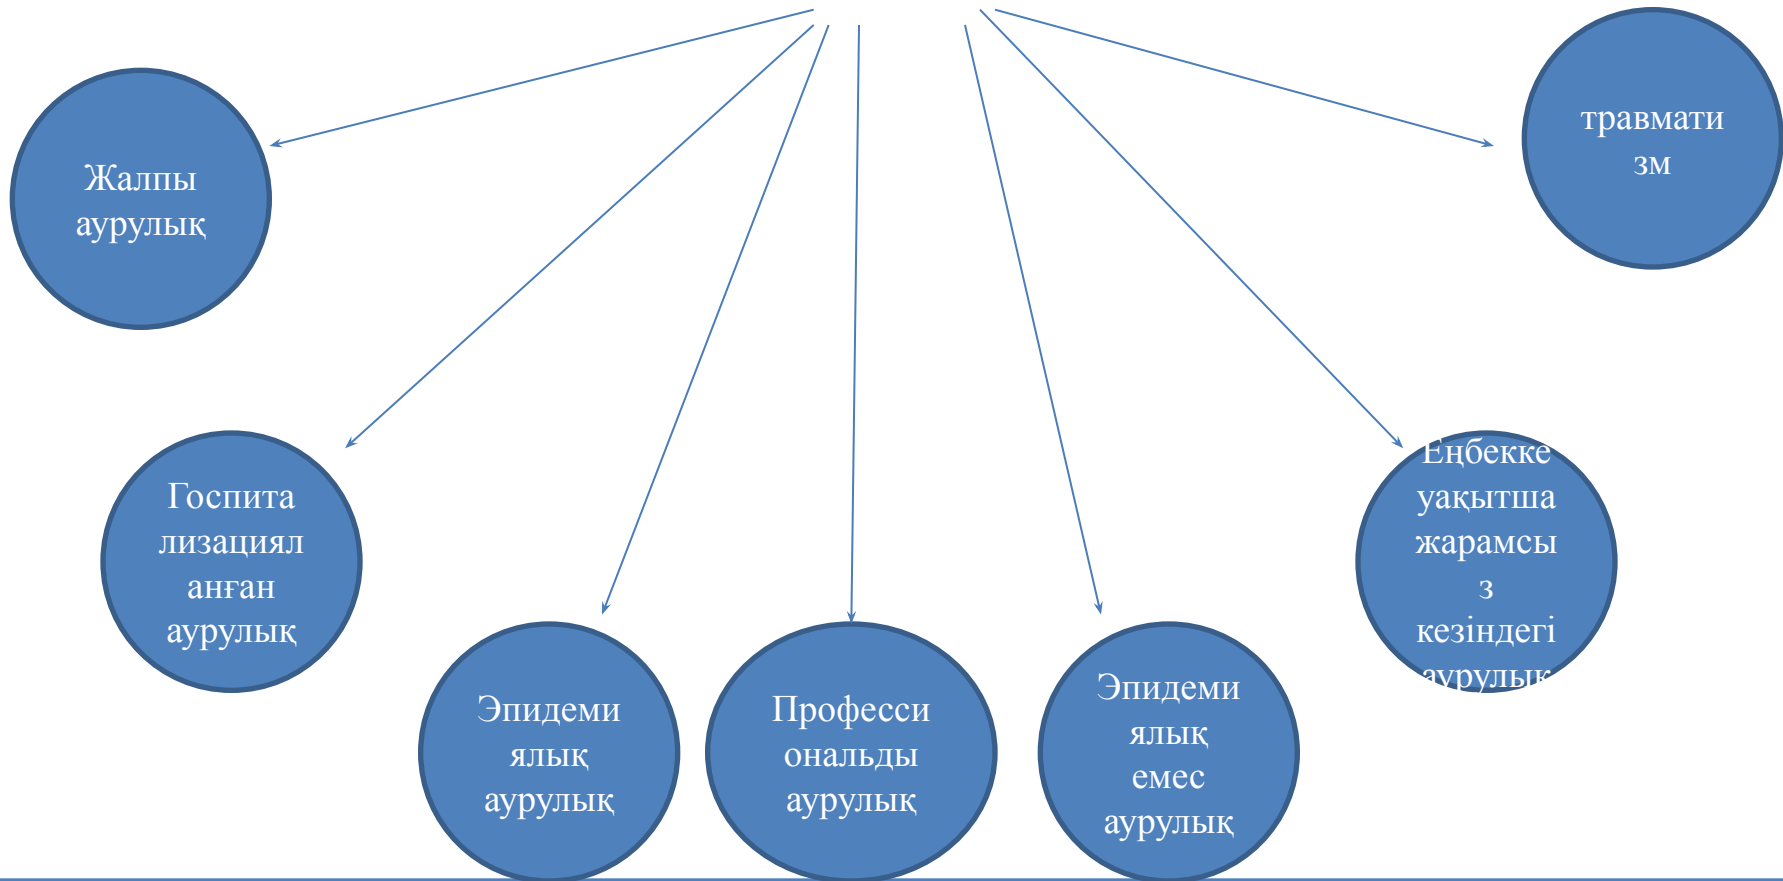 Жалпы
аурулық
травмати
зм
Госпита
лизациял
анған
аурулық
Эпидеми
ялық
аурулық
Професси
ональды
аурулық
Эпидеми
ялық
емес
аурулық
Еңбекке
уақытша
жарамсы
з
кезіндегі
аурулық